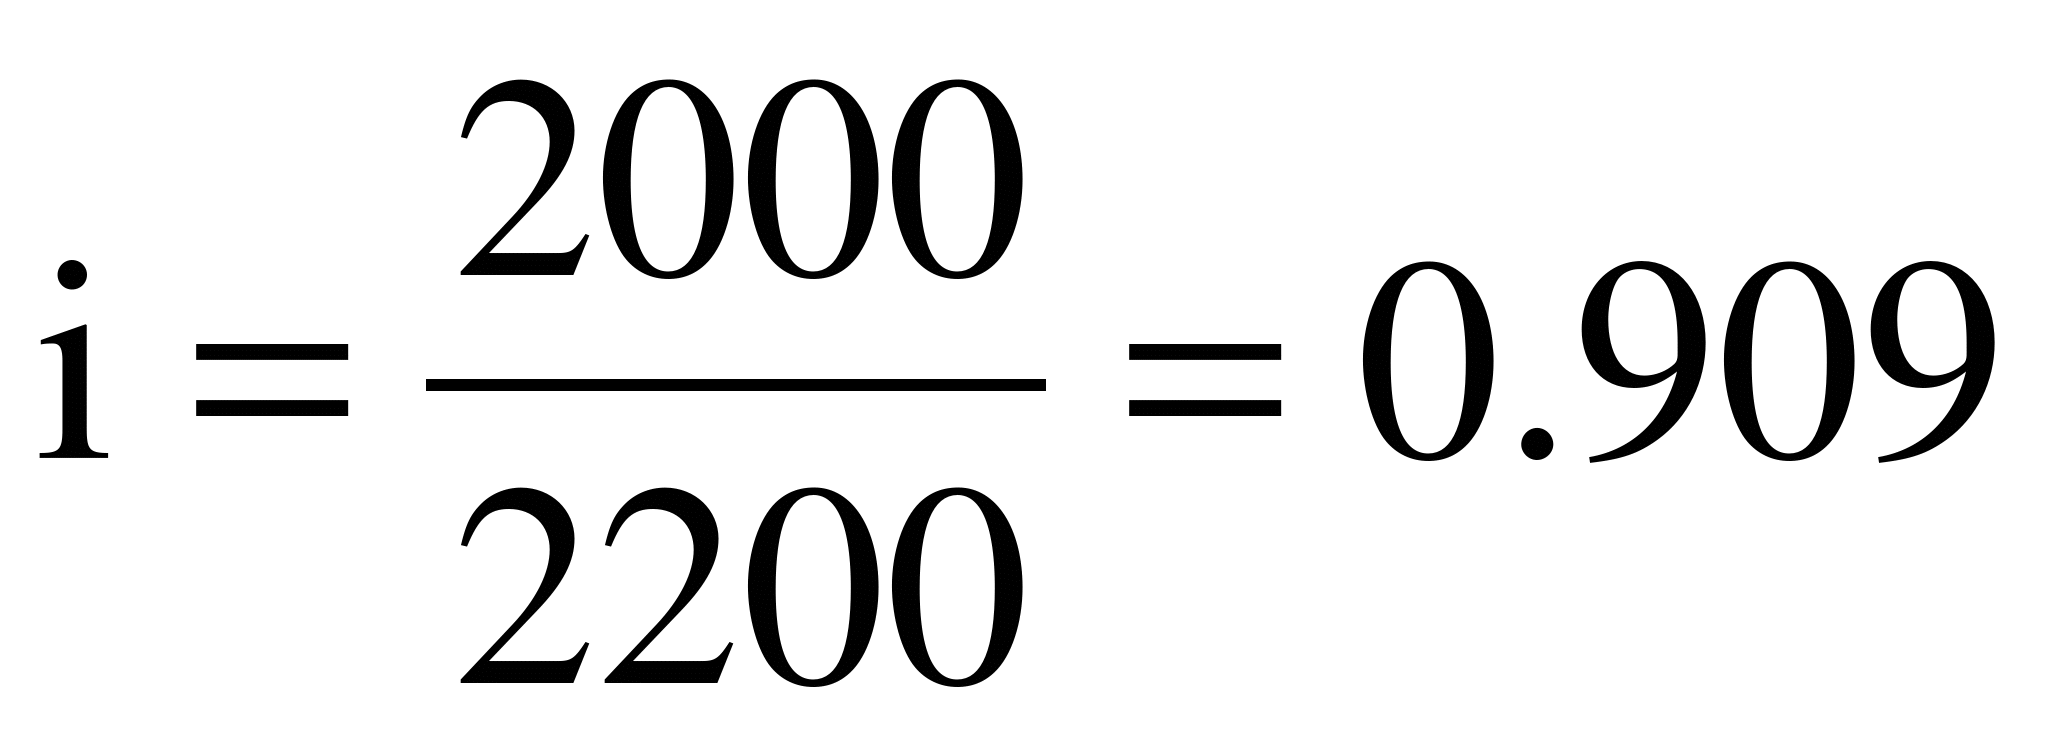 i = 2000/2200 = 0.909